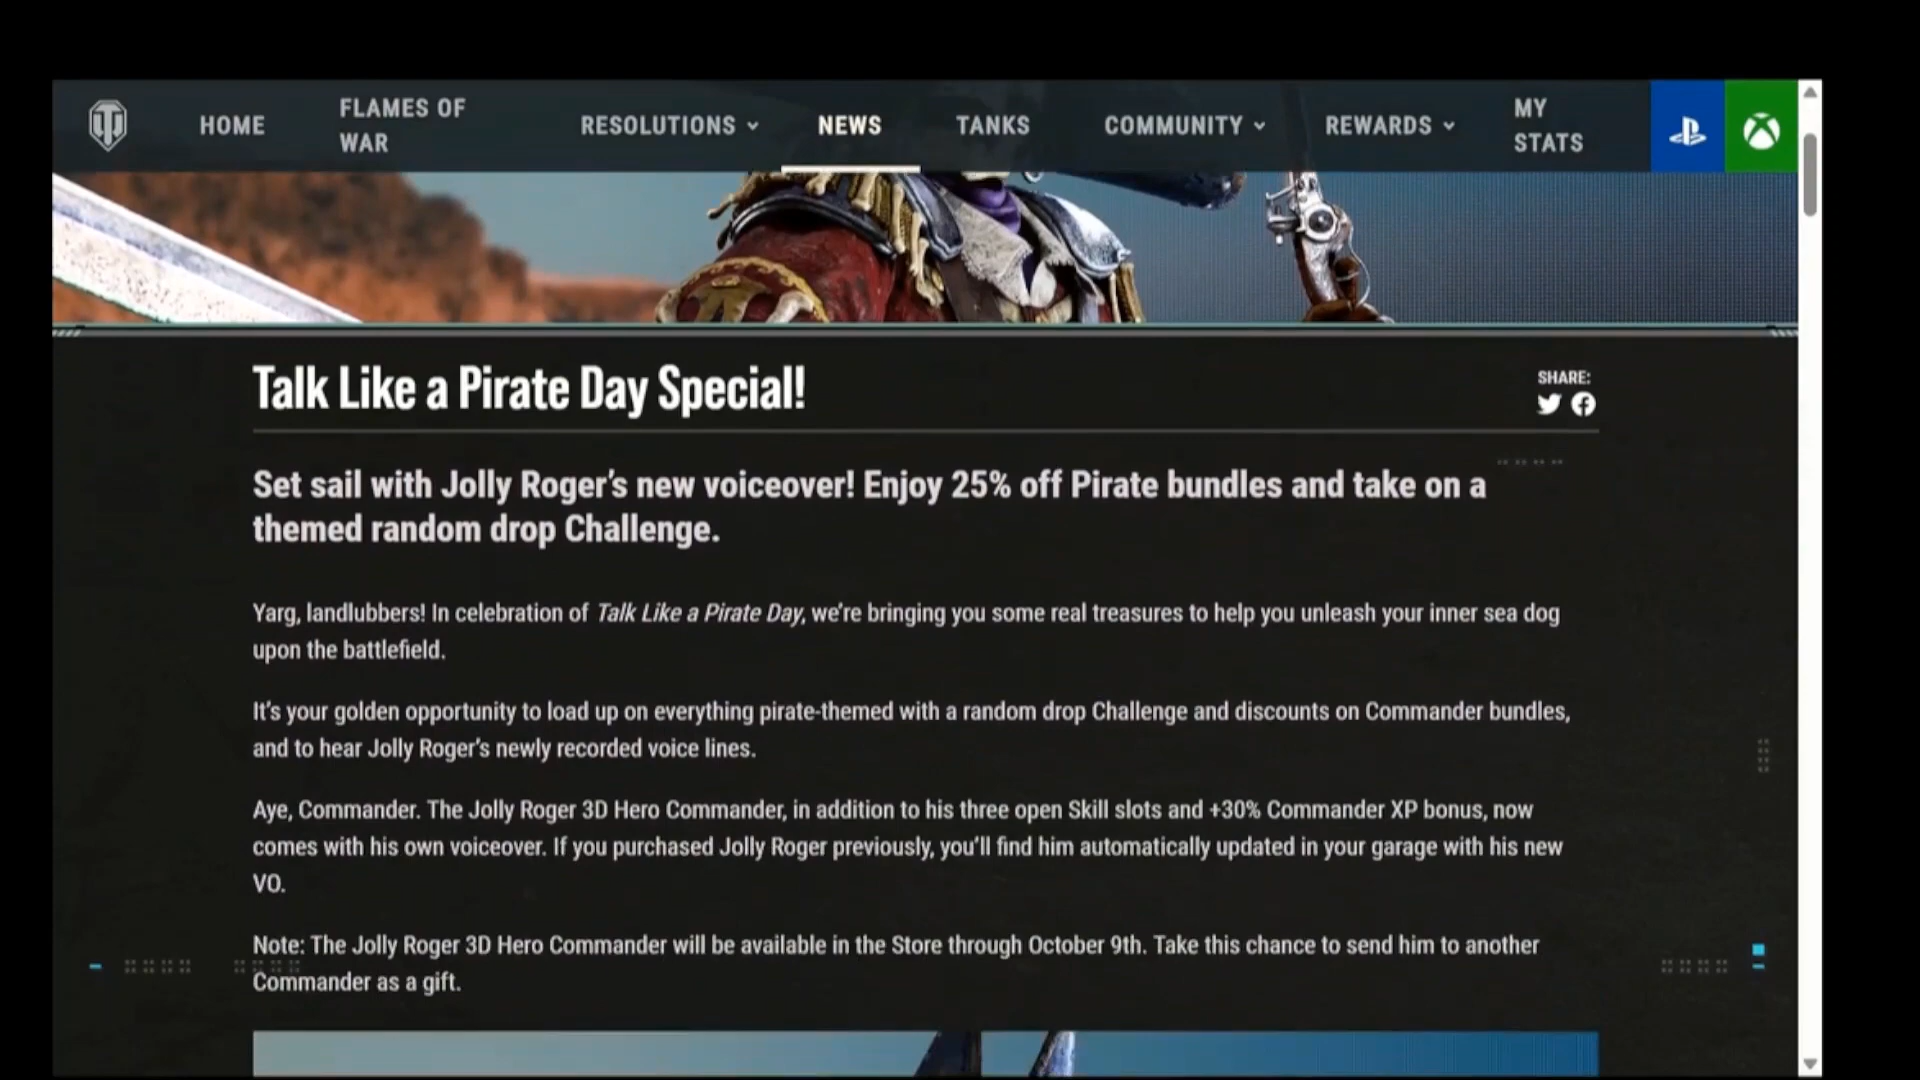 HOME
FLAMES OF
WAR
RESOLUTIONS
NEWS
TANKS
COMMUNITY
REWARDS
MY
STATS
Talk Like a Pirate Day Special!
SHARE:
Set sail with Jolly Roger's new voiceover! Enjoy 25% off Pirate bundles and take on a
themed random drop Challenge.
Yarg, landlubbers! In celebration of Talk Like a Pirate Day, we're bringing you some real treasures to help you unleash your inner sea dog
upon the battlefield.
It's your golden opportunity to load up on everything pirate-themed with a random drop Challenge and discounts on Commander bundles,
and to hear Jolly Roger's newly recorded voice lines.
Aye, Commander. The Jolly Roger 3D Hero Commander, in addition to his three open Skill slots and +30% Commander XP bonus, now
comes with his own voiceover. If you purchased Jolly Roger previously, you'll find him automatically updated in your garage with his new
VO.
Note: The Jolly Roger 3D Hero Commander will be available in the Store through October 9th. Take this chance to send him to another
Commander as a gift.